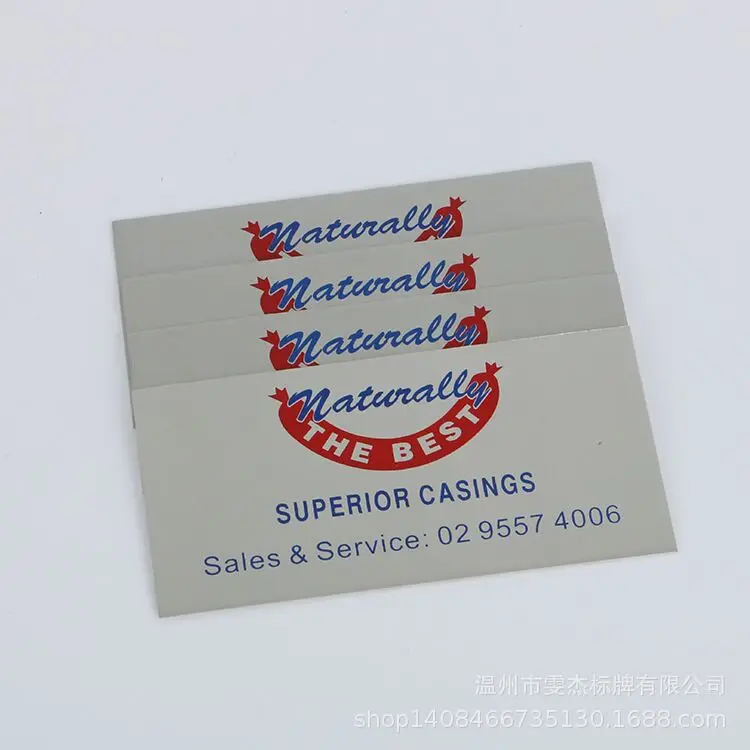 Naturally
Naturally
Naturally
Naturally
THE BEST
SUPERIOR CASINGS
Sales & Service: 02 9557 4006
温州市雯杰标牌有限公司
shop1408466735130.1688.com